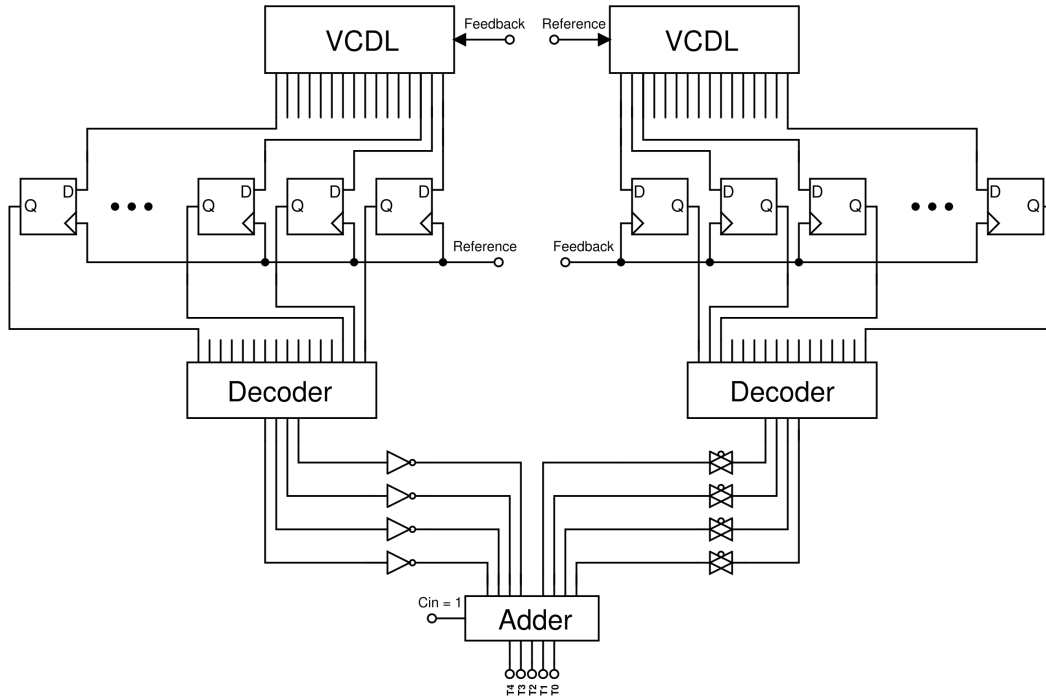 VCDL
Feedback
Reference
VCDL
D
Q
D
Q
D
Q
D
Q
D
Q
D
Q
D
Q
D
Q
Reference
Feedback
Decoder
Decoder
Cin = 1
Adder
T4
T3
T2
T1
T0